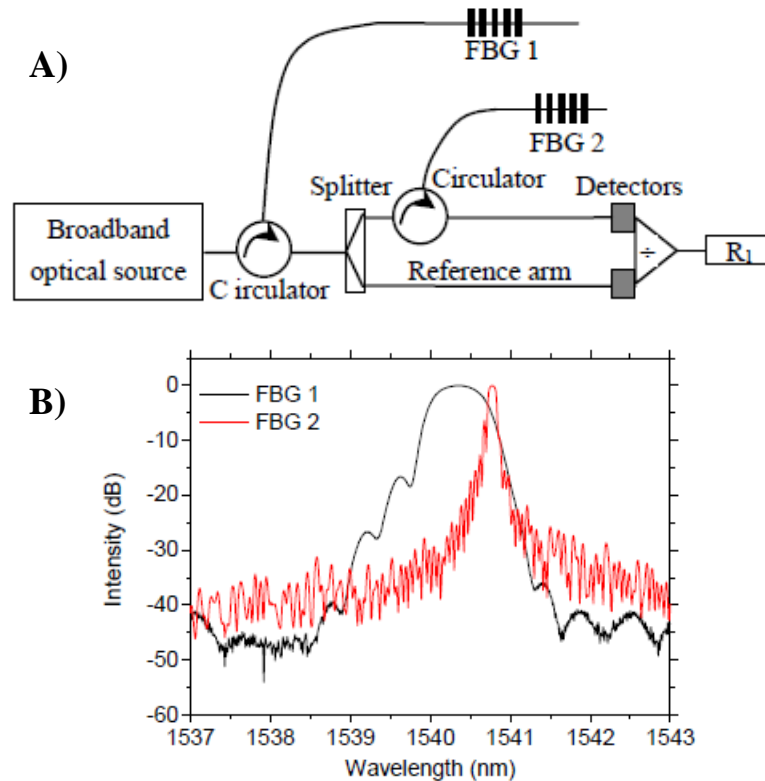 A)
FBG 1
FBG 2
Splitter
Circulator
Detectors
Broadband
optical source
C irculator
Reference arm
÷
R1
B)
FBG 1
FBG 2
Intensity (dB)
0
-10
-20
-30
-40
-50
-60
1537 1538 1539 1540 1541 1542 1543
Wavelength (nm)